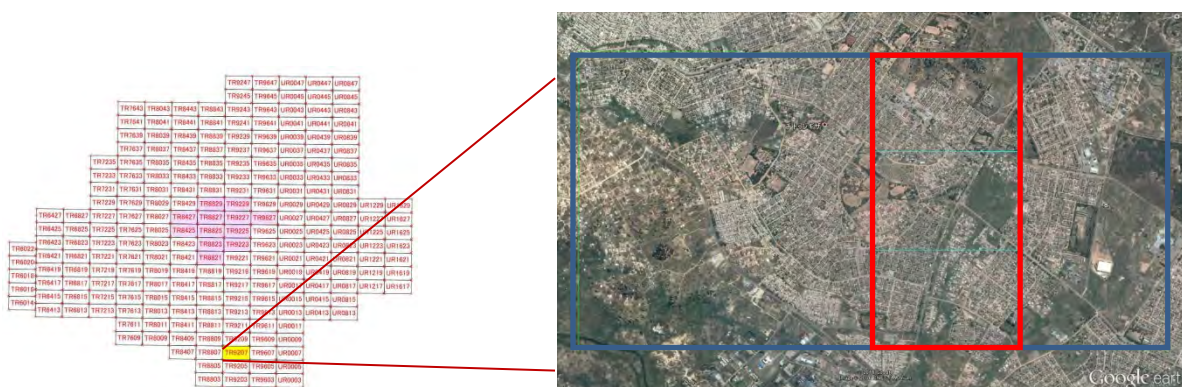 TR9247 TR9647 UR0047 UR0447 UR0847
TR9245 TR9645 UR0045 UR0445 UR0845
TR7643 TR8043 TR8443 TR8843 TR9243 TR9643 UR0043 UR0443 UR0843
TR7641 TR8041 TR8441 TR8841 TR9241 TR9641 UR0041 UR0441 UR0841
TR7639 TR8039 TR8439 TR8839 TR9239 TR9639 UR0039 UR0439 UR0839
TR7637 TR8037 TR8437 TR8837 TR9237 TR9637 UR0037 UR0437 UR0837
TR7235 TR7635 TR8035 TR8435 TR8835 TR9235 TR9635 UR0035 UR0435 UR0835
TR7233 TR7633 TR8033 TR8433 TR8833 TR9233 TR9633 UR0033 UR0433 UR0833
TR7231 TR7631 TR8031 TR8431 TR8831 TR9231 TR9631 UR0031 UR0431 UR0831
TR7229 TR7629 TR8029 TR8429 TR8829 TR9229 TR9629 UR0029 UR0429 UR0829 UR1229 UR1629
TR6427 TR6827 TR7227 TR7627 TR8027 TR8427 TR8827 TR9227 TR9627 UR0027 UR0427 UR0827 UR1227 UR1627
TR6425 TR6825 TR7225 TR7625 TR8025 TR8425 TR8825 TR9225 TR9625 UR0025 UR0425 UR0825 UR1225 UR1625
TR6423 TR6823 TR7223 TR7623 TR8023 TR8423 TR8823 TR9223 TR9623 UR0023 UR0423 UR0823 UR1223 UR1623
TR6022 TR6421 TR6821 TR7221 TR7621 TR8021 TR8421 TR8821 TR9221 TR9621 UR0021 UR0421 UR0821 UR1221 UR1621
TR6020 TR6419 TR6819 TR7219 TR7619 TR8019 TR8419 TR8819 TR9219 TR9619 UR0019 UR0419 UR0819 UR1219 UR1619
TR6018 TR6417 TR6817 TR7217 TR7617 TR8017 TR8417 TR8817 TR9217 TR9617 UR0017 UR0417 UR0817 UR1217 UR1617
TR6016 TR6415 TR6815 TR7215 TR7615 TR8015 TR8415 TR8815 TR9215 TR9615 UR0015 UR0415 UR0815
TR6014 TR6413 TR6813 TR7213 TR7613 TR8013 TR8413 TR8813 TR9213 TR9613 UR0013 UR0413 UR0813
TR7611 TR8011 TR8411 TR8811 TR9211 TR9611 UR0011
TR7609 TR8009 TR8409 TR8809 TR9209 TR9609 UR0009
TR8407 TR8807 TR9207 TR9607 UR0007
TR8805 TR9205 TR9605 UR0005
TR8803 TR9203 TR9603 UR0003
Google eart